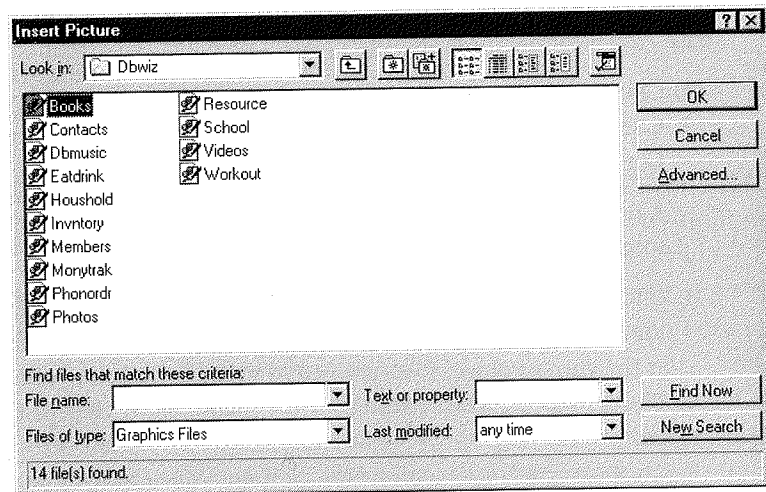 Insert Picture
Look in: Dbwiz
Books
Contacts
Dbmusic
Eatdrink
Houshold
Invntory
Members
Monytrak
Phonordr
Photos
Resource
School
Videos
Workout
OK
Cancel
Advanced...
Find files that match these criteria:
File name: Text or property: Find Now
Files of type: Graphics Files Last modified: any time New Search
14 file(s) found.